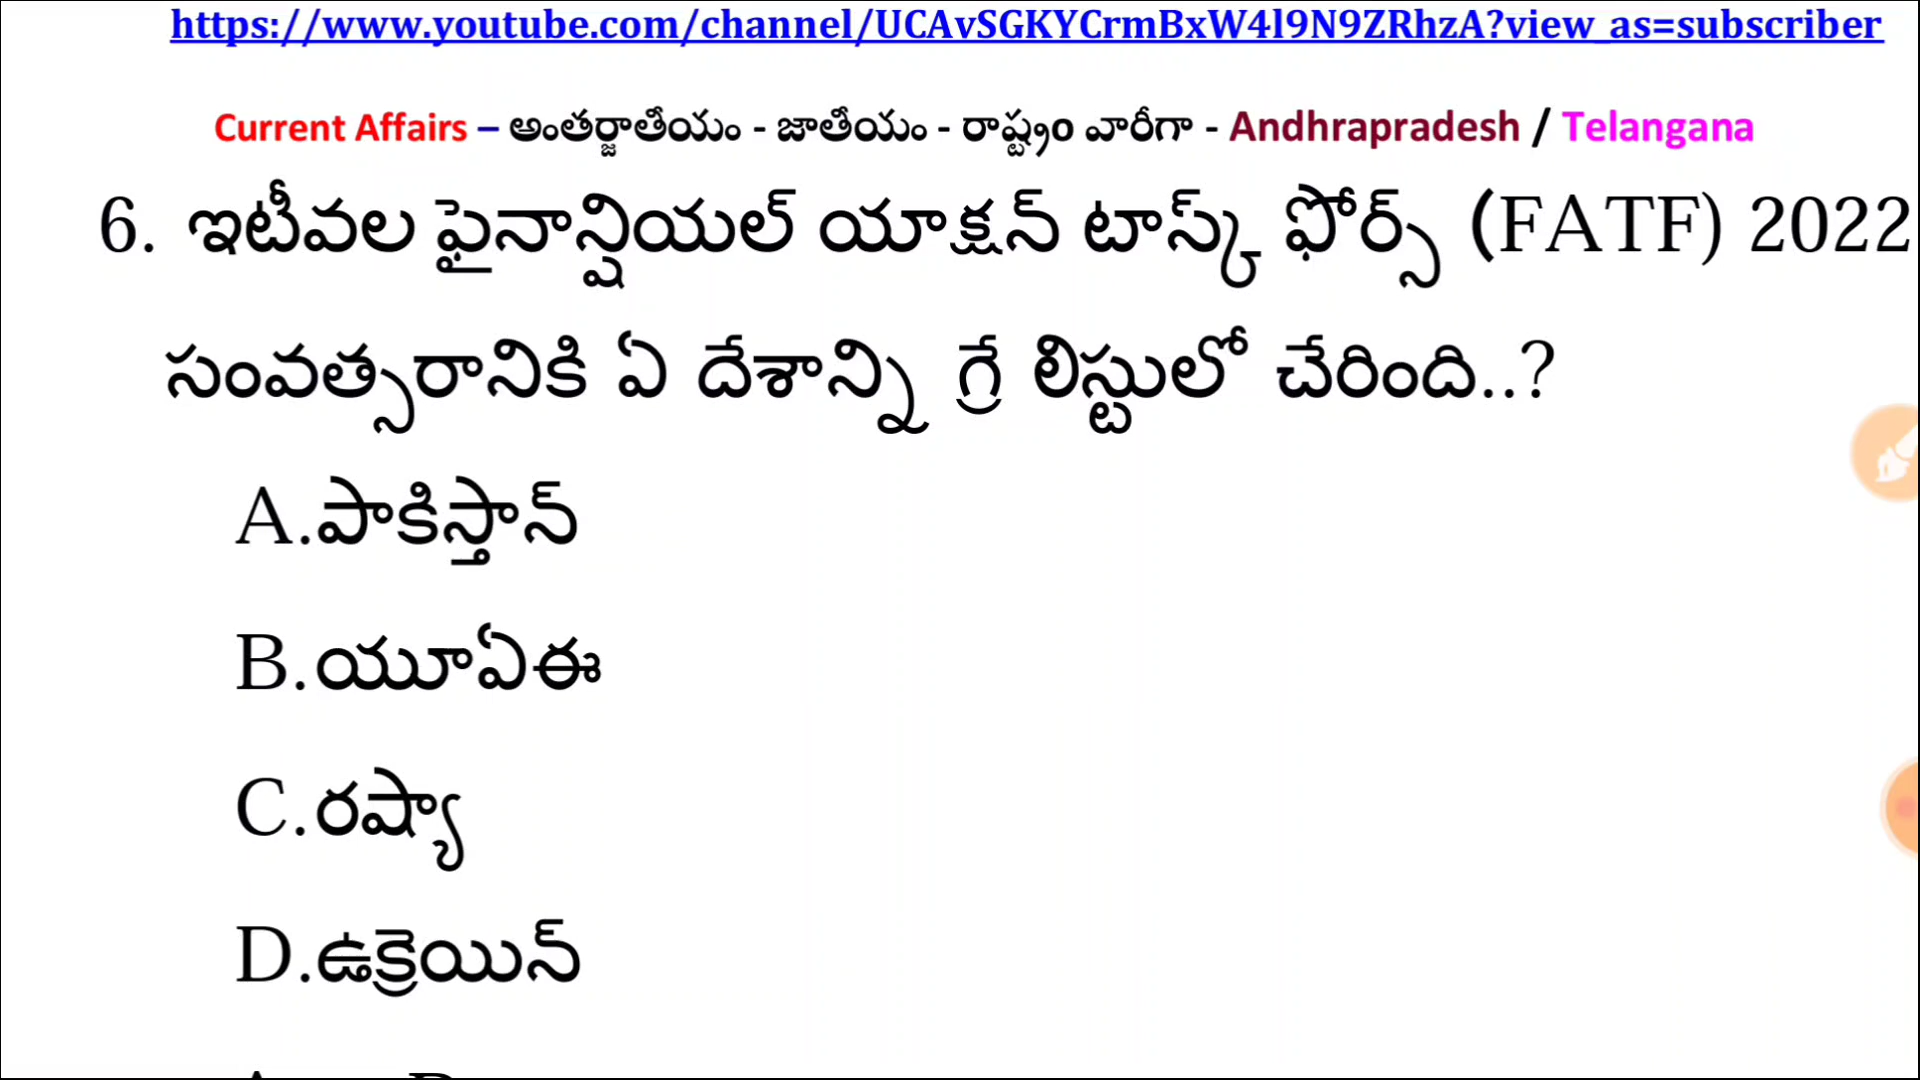 https://www.youtube.com/channel/UCAvSGKYCrmBxW4l9N9ZRhzA?view_as=subscriber
Current Affairs – అంతర్జాతీయం - జాతీయం - రాష్ట్రం వారీగా - Andhrapradesh / Telangana
6. ఇటీవల ఫైనాన్షియల్ యాక్షన్ టాస్క్ ఫోర్స్ (FATF) 2022
సంవత్సరానికి ఏ దేశాన్ని గ్రే లిస్టులో చేరింది..?
A.పాకిస్తాన్
B.యూఏఈ
C.రష్యా
D.ఉక్రెయిన్